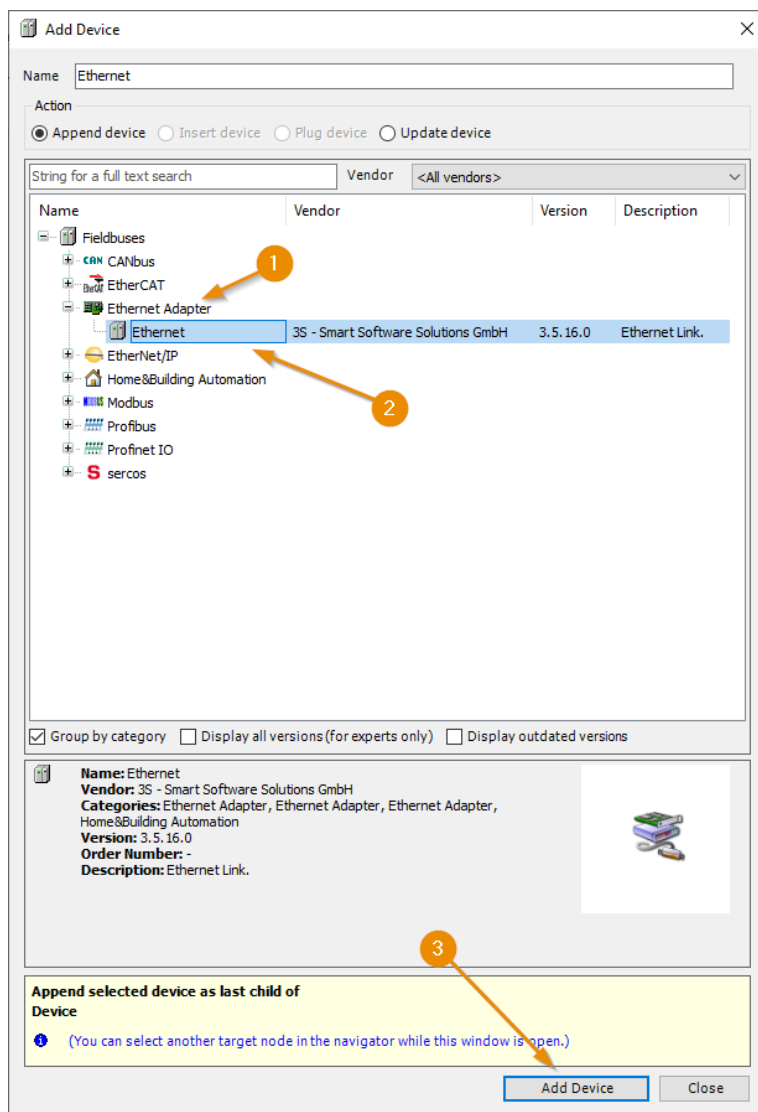 Add Device
Name Ethernet
Action
Append device Insert device Plug device Update device
String for a full text search Vendor <All vendors>
Name Vendor Version Description
Fieldbuses
CAN CANbus
1
EtherCAT EtherCAT
Ethernet Adapter
Ethernet 3S - Smart Software Solutions GmbH 3.5.16.0 Ethernet Link.
EtherNet/IP
Home&Building Automation
2
MODBUS Modbus
Profibus
Profinet IO
S sercos
Group by category Display all versions (for experts only) Display outdated versions
Name: Ethernet
Vendor: 3S - Smart Software Solutions GmbH
Categories: Ethernet Adapter, Ethernet Adapter, Ethernet Adapter,
Home&Building Automation
Version: 3.5.16.0
Order Number: -
Description: Ethernet Link.
3
Append selected device as last child of
Device
(You can select another target node in the navigator while this window is open.)
Add Device Close